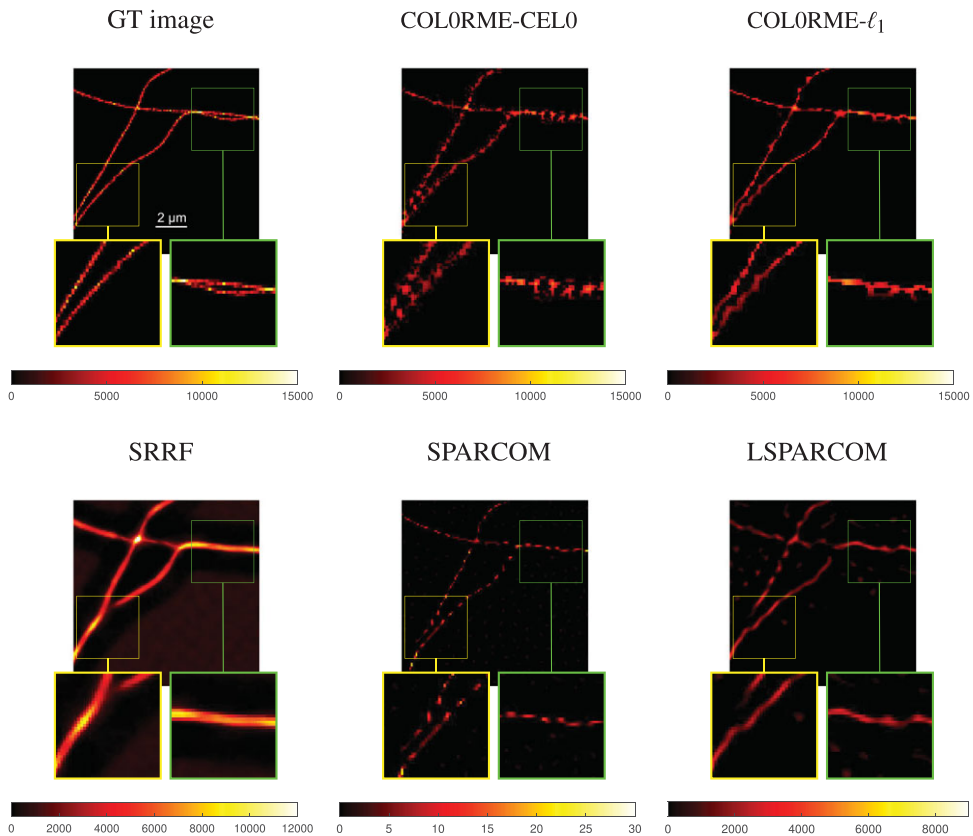 GT image COL0RME-CEL0 COL0RME-ℓ₁
2 μm
0 5000 10000 15000 0 5000 10000 15000 0 5000 10000 15000
SRRF SPARCOM LSPARCOM
0 2000 4000 6000 8000 10000 12000 0 5 10 15 20 25 30 0 2000 4000 6000 8000